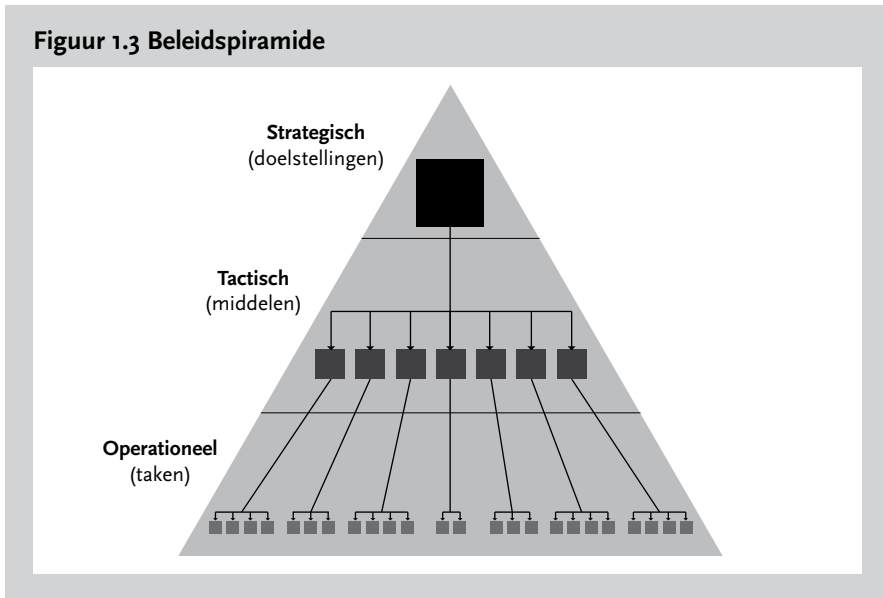 Figuur 1.3 Beleidspiramide
Strategisch
(doelstellingen)
Tactisch
(middelen)
Operationeel
(taken)